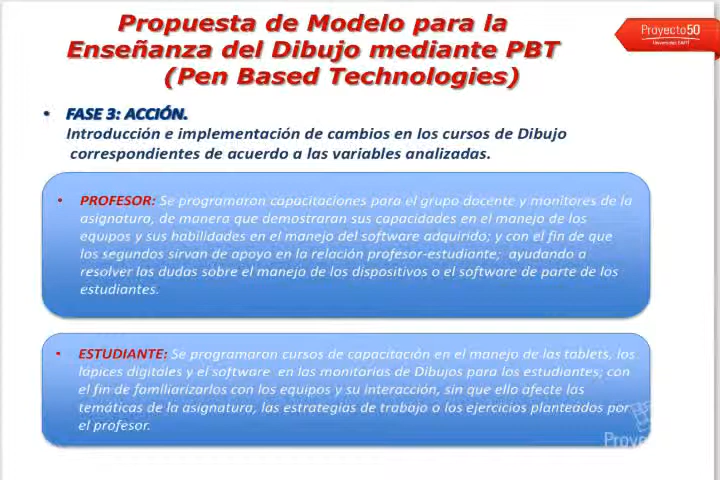 Propuesta de Modelo para la
Enseñanza del Dibujo mediante PBT
(Pen Based Technologies)
Proyecto50
Universidad EAFIT
• FASE 3: ACCIÓN.
Introducción e implementación de cambios en los cursos de Dibujo
correspondientes de acuerdo a las variables analizadas.
• PROFESOR: Se programaron capacitaciones para el grupo docente y monitores de la
asignatura, de manera que demostraran sus capacidades en el manejo de los
equipos y sus habilidades en el manejo del software adquirido; y con el fin de que
los segundos sirvan de apoyo en la relación profesor-estudiante; ayudando a
resolver las dudas sobre el manejo de los dispositivos o el software de parte de los
estudiantes.
• ESTUDIANTE: Se programaron cursos de capacitación en el manejo de las tablets, los
lápices digitales y el software en las monitorias de Dibujos para los estudiantes; con
el fin de familiarizarlos con los equipos y su interacción, sin que ello afecte las
temáticas de la asignatura, las estrategias de trabajo o los ejercicios planteados por
el profesor.